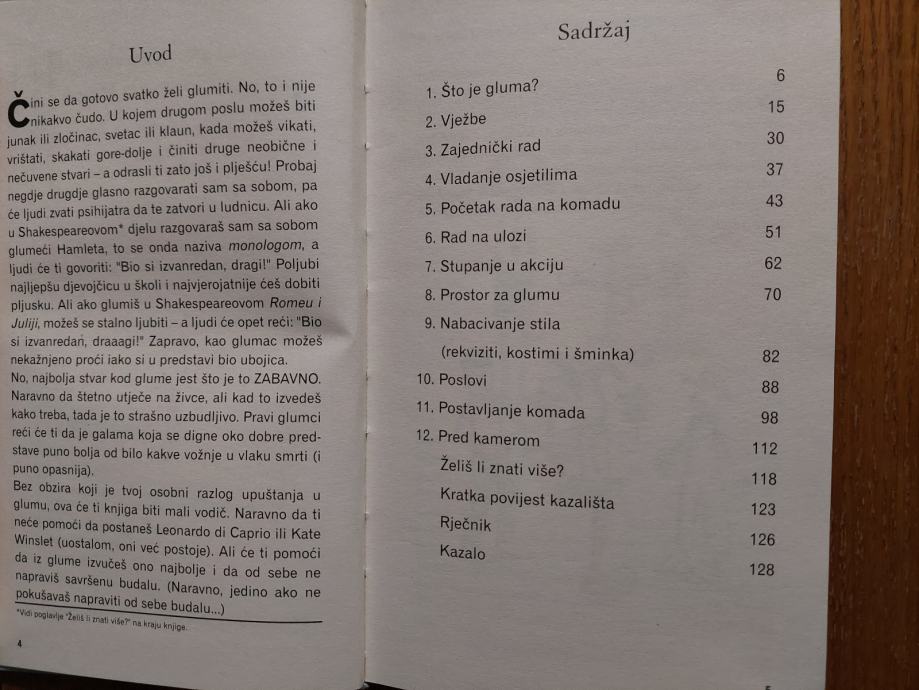 Uvod
Čini se da gotovo svatko želi glumiti. No, to i nije
nikakvo čudo. U kojem drugom poslu možeš biti
junak ili zločinac, svetac ili klaun, kada možeš vikati,
vrištati, skakati gore-dolje i činiti druge neobične i
nečuvene stvari – a odrasli ti zato još i plješću! Probaj
negdje drugdje glasno razgovarati sam sa sobom, pa
će ljudi zvati psihijatra da te zatvori u ludnicu. Ali ako
u Shakespeareovom* djelu razgovaraš sam sa sobom
glumeći Hamleta, to se onda naziva monologom, a
ljudi će ti govoriti: "Bio si izvanredan, dragi!" Poljubi
najljepšu djevojčicu u školi i najvjerojatnije ćeš dobiti
pljusku. Ali ako glumiš u Shakespeareovom Romeu i
Juliji, možeš se stalno ljubiti – a ljudi će opet reći: "Bio
si izvanredan, draaagi!" Zapravo, kao glumac možeš
nekažnjeno proći iako si u predstavi bio ubojica.
No, najbolja stvar kod glume jest što je to ZABAVNO.
Naravno da štetno utječe na živce, ali kad to izvedeš
kako treba, tada je to strašno uzbudljivo. Pravi glumci
reći će ti da je galama koja se digne oko dobre pred-
stave puno bolja od bilo kakve vožnje u vlaku smrti (i
puno opasnija).
Bez obzira koji je tvoj osobni razlog upuštanja u
glumu, ova će ti knjiga biti mali vodič. Naravno da ti
neće pomoći da postaneš Leonardo di Caprio ili Kate
Winslet (uostalom, oni već postoje). Ali će ti pomoći
da iz glume izvučeš ono najbolje i da od sebe ne
napraviš savršenu budalu. (Naravno, jedino ako ne
pokušavaš napraviti od sebe budalu...)
*Vidi poglavlje "Želiš li znati više?" na kraju knjige.
4
Sadržaj
1. Što je gluma? 6
2. Vježbe 15
3. Zajednički rad 30
4. Vladanje osjetilima 37
5. Početak rada na komadu 43
6. Rad na ulozi 51
7. Stupanje u akciju 62
8. Prostor za glumu 70
9. Nabacivanje stila
(rekviziti, kostimi i šminka) 82
10. Poslovi 88
11. Postavljanje komada 98
12. Pred kamerom 112
Želiš li znati više? 118
Kratka povijest kazališta 123
Rječnik 126
Kazalo 128